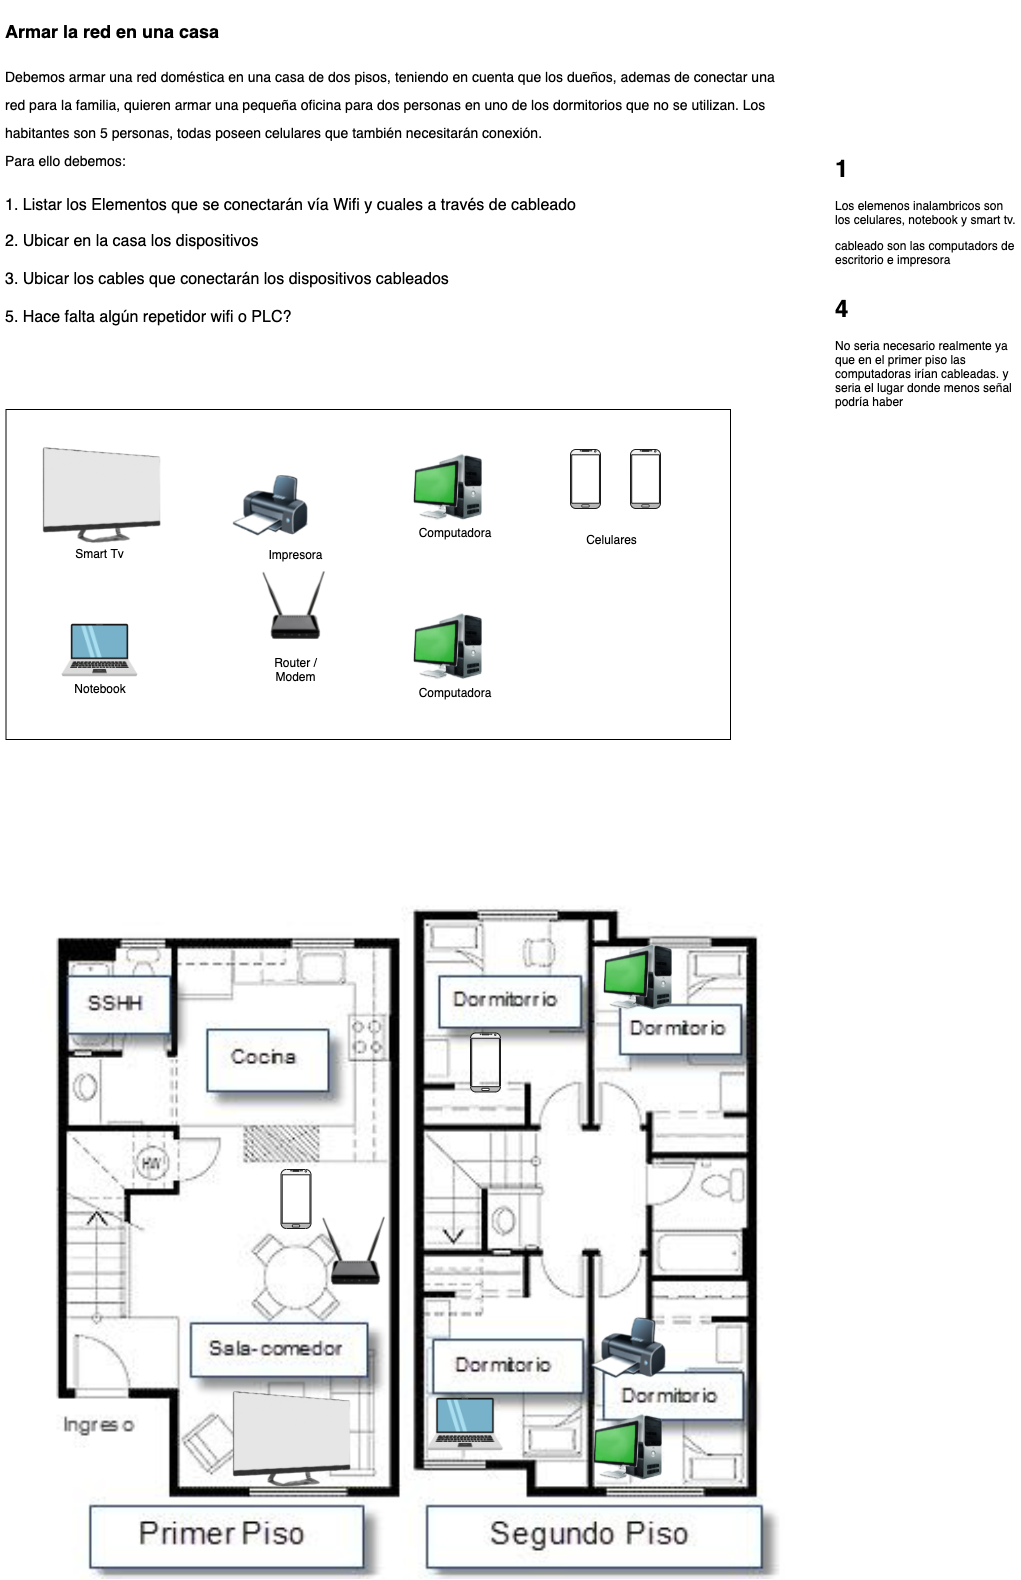 Armar la red en una casa
Debemos armar una red doméstica en una casa de dos pisos, teniendo en cuenta que los dueños, ademas de conectar una
red para la familia, quieren armar una pequeña oficina para dos personas en uno de los dormitorios que no se utilizan. Los
habitantes son 5 personas, todas poseen celulares que también necesitarán conexión.
Para ello debemos:
1. Listar los Elementos que se conectarán vía Wifi y cuales a través de cableado
2. Ubicar en la casa los dispositivos
3. Ubicar los cables que conectarán los dispositivos cableados
5. Hace falta algún repetidor wifi o PLC?
1
Los elemenos inalambricos son
los celulares, notebook y smart tv.
cableado son las computadors de
escritorio e impresora
4
No seria necesario realmente ya
que en el primer piso las
computadoras irían cableadas. y
seria el lugar donde menos señal
podría haber
Smart Tv
Impresora
Computadora
Celulares
Notebook
Router /
Modem
Computadora
SSHH
Cocina
HW
Sala-comedor
Ingreso
Primer Piso
Dormitorrio
Dormitorio
Dormitorio
Dormitorio
Segundo Piso